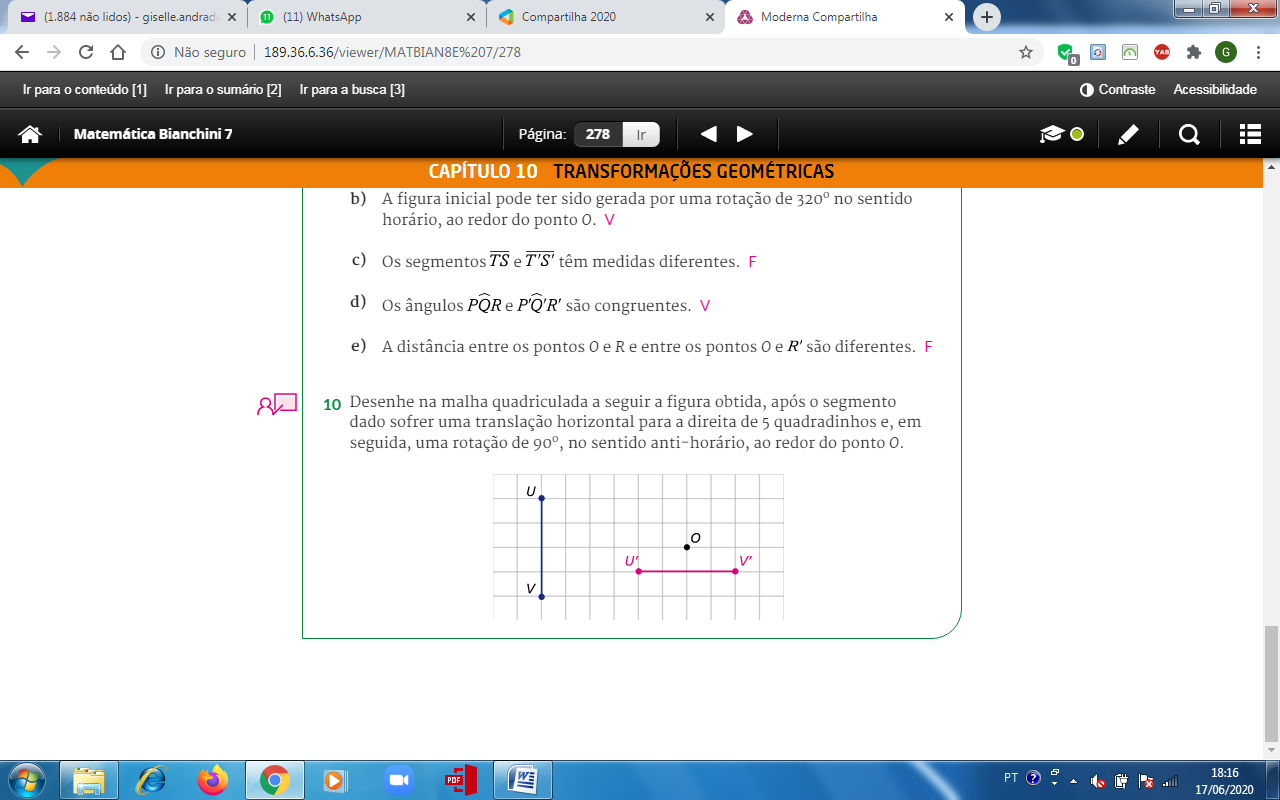 (1.884 não lidos) - giselle.andrad
(11) WhatsApp
Compartilha 2020
Moderna Compartilha
Não seguro
189.36.6.36/viewer/MATBIAN8E%207/278
0
YAB
G
Ir para o conteúdo [1]
Ir para o sumário [2]
Ir para a busca [3]
Contraste
Acessibilidade
Matemática Bianchini 7
Página: 278 Ir
CAPÍTULO 10 TRANSFORMAÇÕES GEOMÉTRICAS
b) A figura inicial pode ter sido gerada por uma rotação de 320º no sentido
horário, ao redor do ponto O. V
c) Os segmentos TS e T'S' têm medidas diferentes. F
d) Os ângulos PQ̂R e P'Q̂'R' são congruentes. V
e) A distância entre os pontos O e R e entre os pontos O e R' são diferentes. F
10 Desenhe na malha quadriculada a seguir a figura obtida, após o segmento
dado sofrer uma translação horizontal para a direita de 5 quadradinhos e, em
seguida, uma rotação de 90º, no sentido anti-horário, ao redor do ponto O.
U
O
U'
V'
V
PDF
PT
18:16
17/06/2020